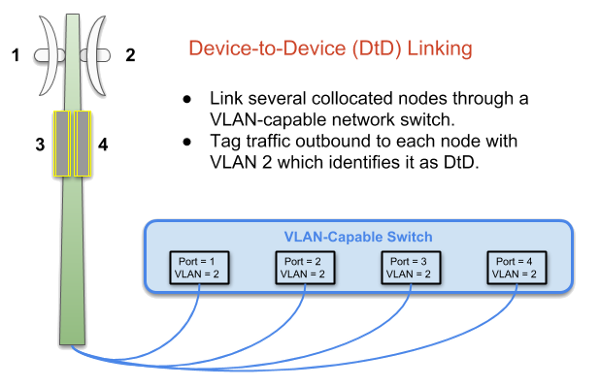 Device-to-Device (DtD) Linking
1
2
● Link several collocated nodes through a
VLAN-capable network switch.
● Tag traffic outbound to each node with
VLAN 2 which identifies it as DtD.
3
4
VLAN-Capable Switch
Port = 1
VLAN = 2
Port = 2
VLAN = 2
Port = 3
VLAN = 2
Port = 4
VLAN = 2